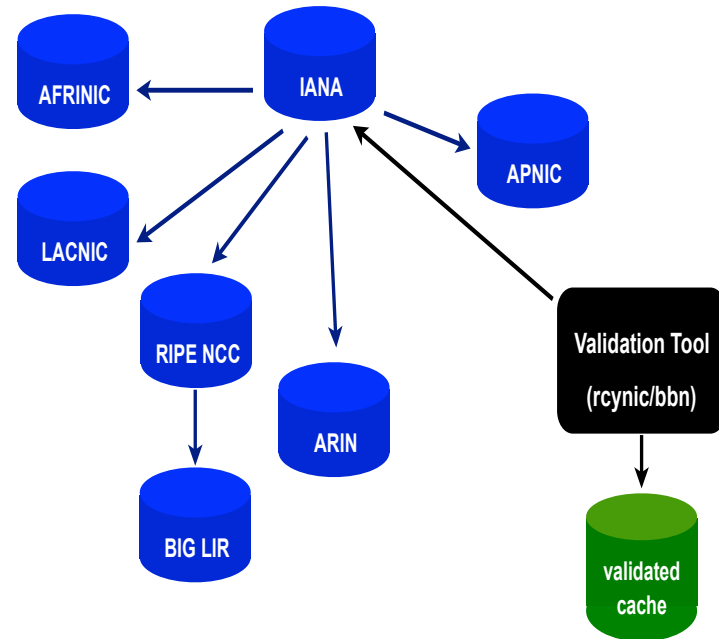 IANA
AFRINIC
APNIC
LACNIC
RIPE NCC
Validation Tool
(rcynic/bbn)
ARIN
BIG LIR
validated
cache